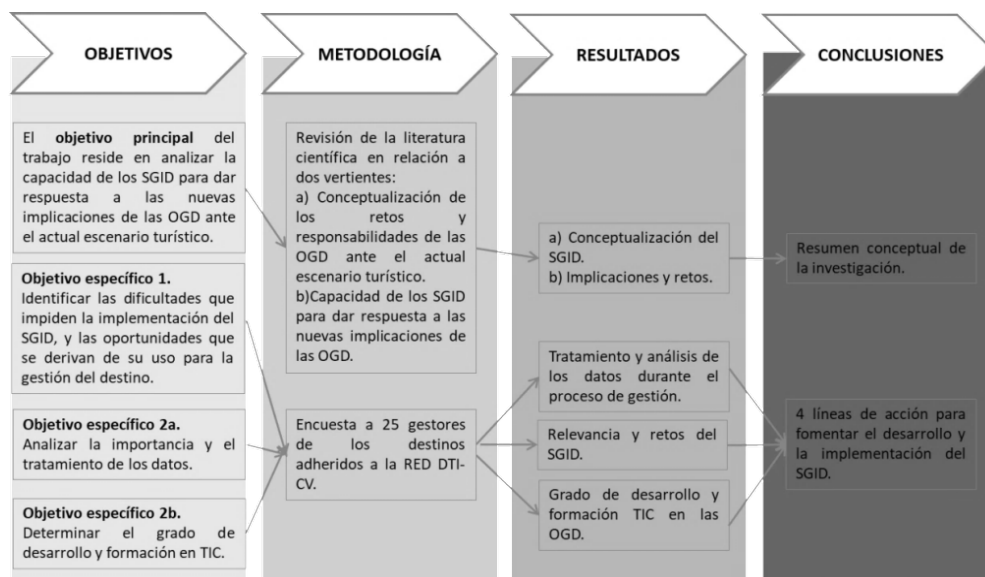 OBJETIVOS
El objetivo principal del
trabajo reside en analizar la
capacidad de los SGID para dar
respuesta a las nuevas
implicaciones de las OGD ante
el actual escenario turístico.
Objetivo específico 1.
Identificar las dificultades que
impiden la implementación del
SGID, y las oportunidades que
se derivan de su uso para la
gestión del destino.
Objetivo específico 2a.
Analizar la importancia y el
tratamiento de los datos.
Objetivo específico 2b.
Determinar el grado de
desarrollo y formación en TIC.
METODOLOGÍA
Revisión de la literatura
científica en relación a
dos vertientes:
a) Conceptualización de
los retos y
responsabilidades de las
OGD ante el actual
escenario turístico.
b)Capacidad de los SGID
para dar respuesta a las
nuevas implicaciones de
las OGD.
Encuesta a 25 gestores
de los destinos
adheridos a la RED DTI-
CV.
RESULTADOS
a) Conceptualización del
SGID.
b) Implicaciones y retos.
Tratamiento y análisis de
los datos durante el
proceso de gestión.
Relevancia y retos del
SGID.
Grado de desarrollo y
formación TIC en las
OGD.
CONCLUSIONES
Resumen conceptual de
la investigación.
4 líneas de acción para
fomentar el desarrollo y
la implementación del
SGID.